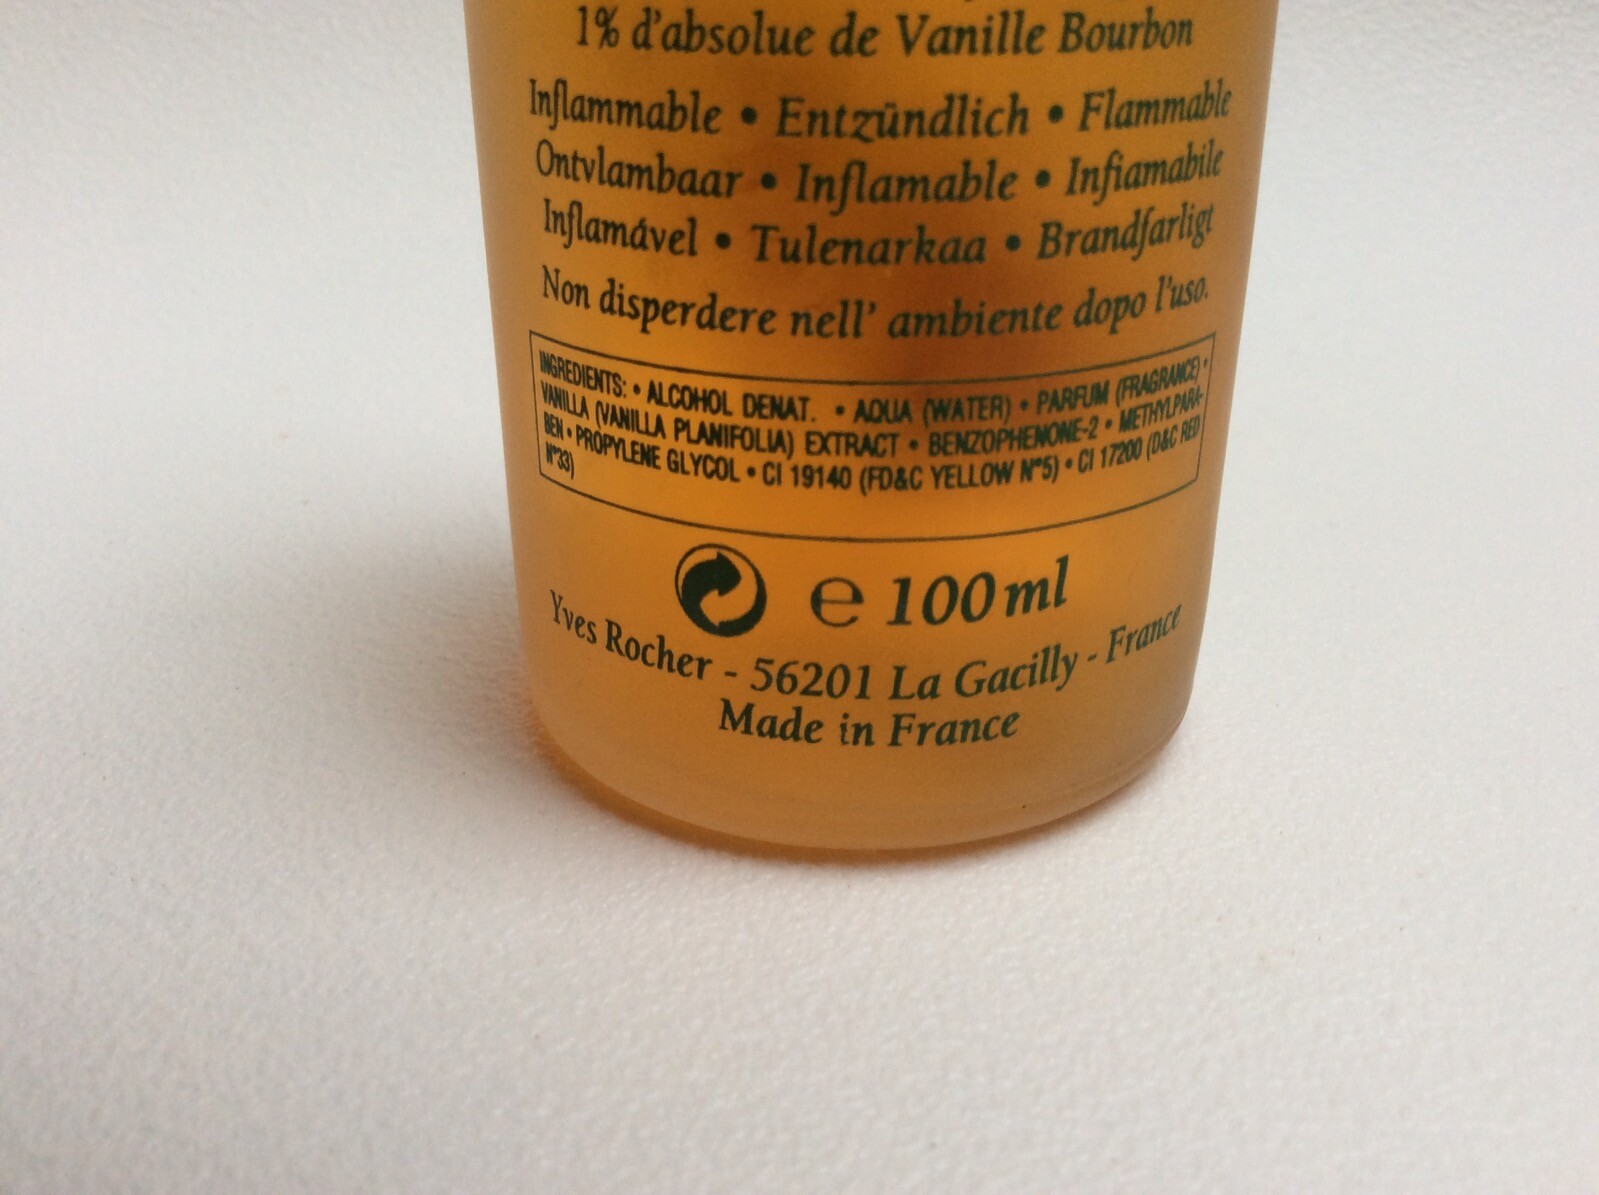 1% d'absolue de Vanille Bourbon
Inflammable • Entzündlich • Flammable
Ontvlambaar • Inflamable • Infiamabile
Inflamável • Tulenarkaa • Brandfarligt
Non disperdere nell' ambiente dopo l'uso.
INGREDIENTS: • ALCOHOL DENAT. • AQUA (WATER) • PARFUM (FRAGRANCE) •
VANILLA (VANILLA PLANIFOLIA) EXTRACT • BENZOPHENONE-2 • METHYLPARA-
BEN • PROPYLENE GLYCOL • CI 19140 (FD&C YELLOW N°5) • CI 17200 (D&C RED
N°33)
℮ 100 ml
Yves Rocher - 56201 La Gacilly - France
Made in France